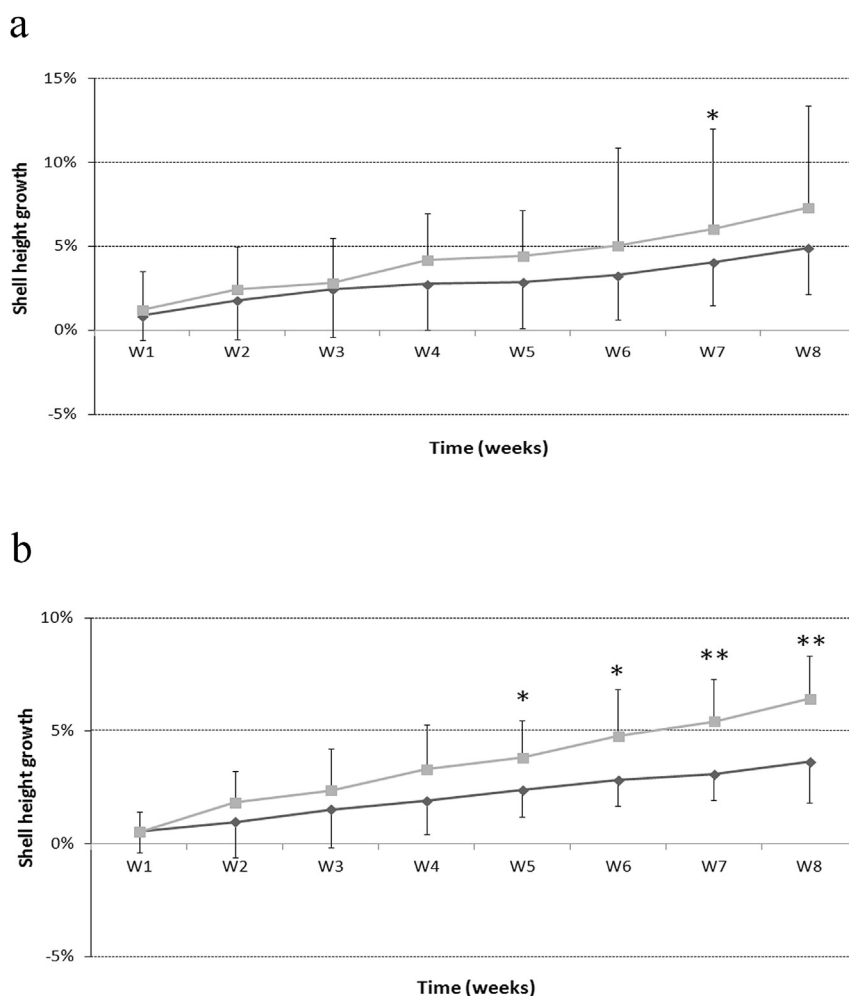 a
15%
*
10%
Shell height growth
5%
0%
W1 W2 W3 W4 W5 W6 W7 W8
-5%
Time (weeks)
b
10%
* * ** **
Shell height growth
5%
0%
W1 W2 W3 W4 W5 W6 W7 W8
-5%
Time (weeks)